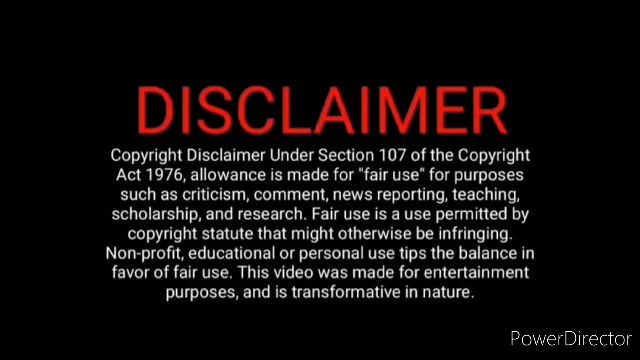 DISCLAIMER
Copyright Disclaimer Under Section 107 of the Copyright
Act 1976, allowance is made for "fair use" for purposes
such as criticism, comment, news reporting, teaching,
scholarship, and research. Fair use is a use permitted by
copyright statute that might otherwise be infringing.
Non-profit, educational or personal use tips the balance in
favor of fair use. This video was made for entertainment
purposes, and is transformative in nature.
PowerDirector